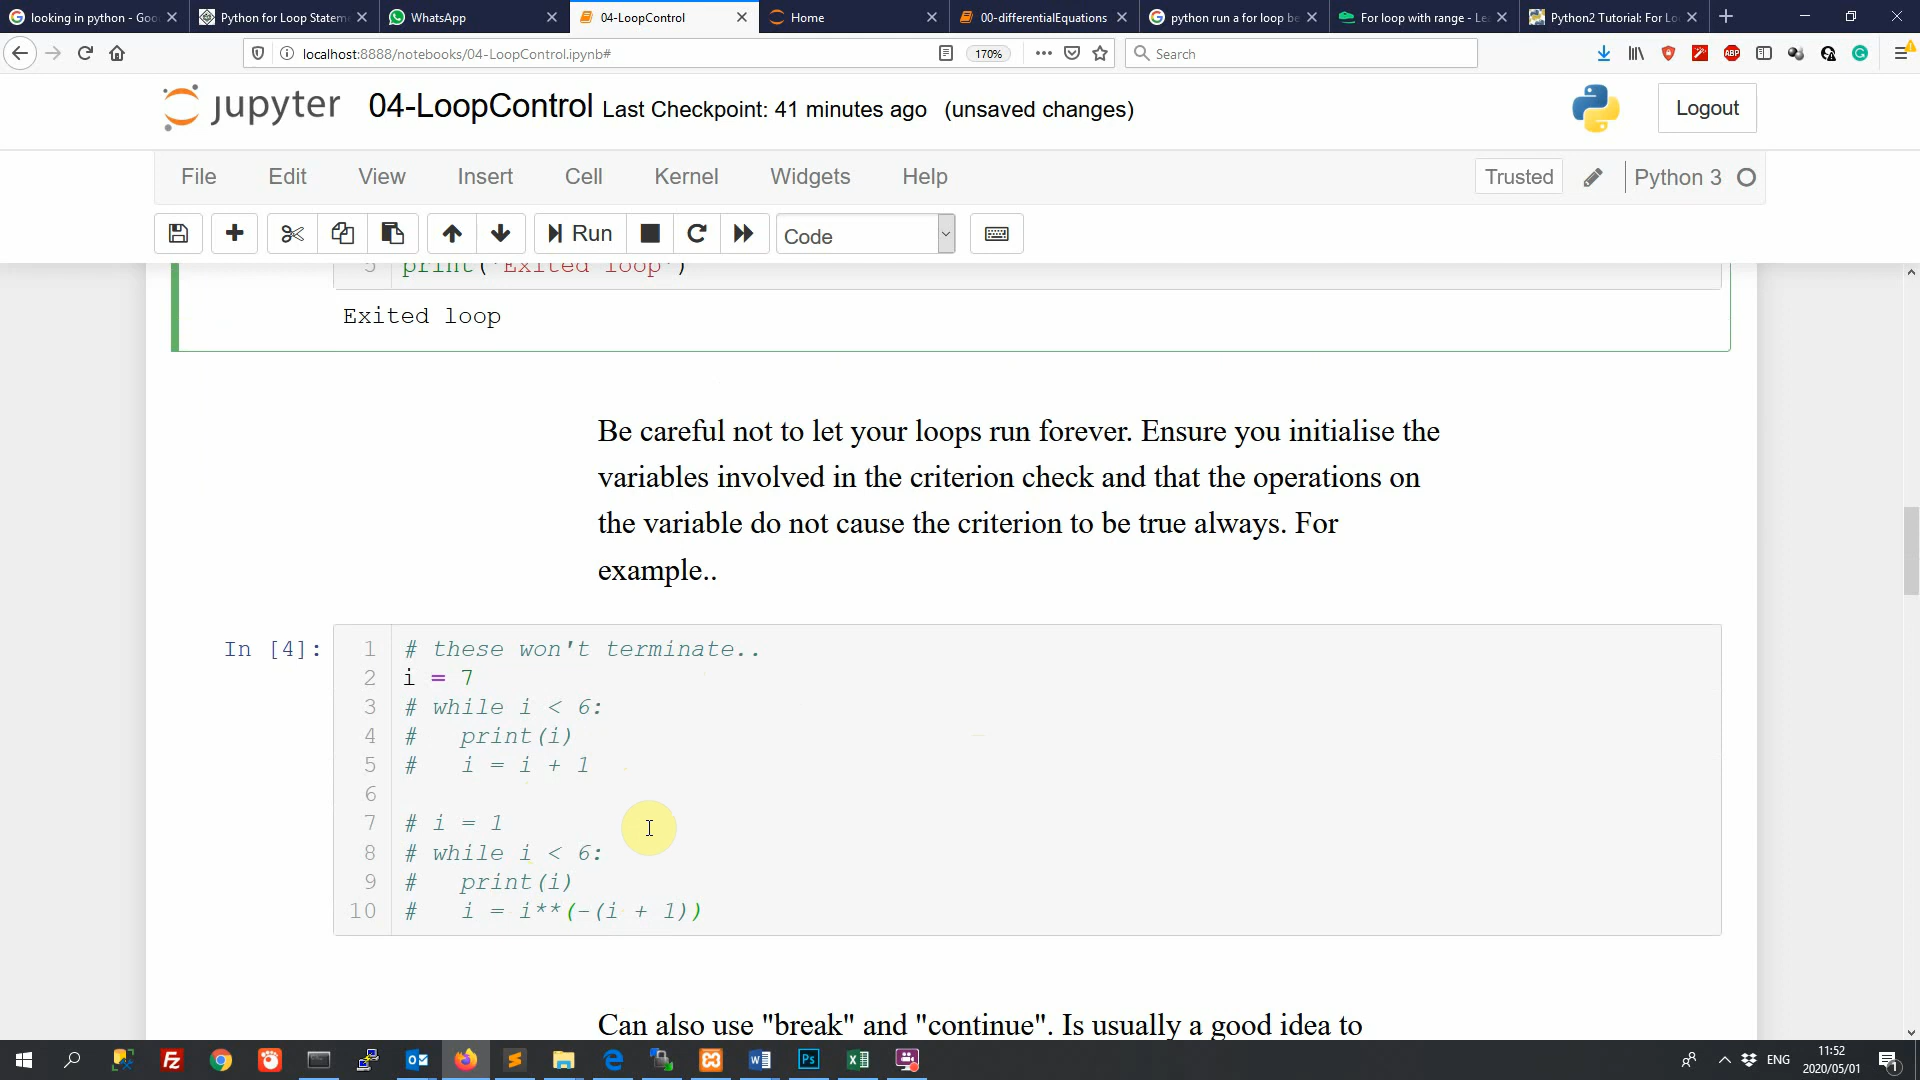 looking in python - Goo
Python for Loop Statem
WhatsApp
04-LoopControl
Home
00-differentialEquations
python run a for loop be
For loop with range - Le
Python2 Tutorial: For Lo
localhost:8888/notebooks/04-LoopControl.ipynb#
170%
Search
ABP
jupyter 04-LoopControl Last Checkpoint: 41 minutes ago (unsaved changes)
Logout
File Edit View Insert Cell Kernel Widgets Help
Trusted
Python 3
Run
Code
5 print('Exited loop')
Exited loop
Be careful not to let your loops run forever. Ensure you initialise the
variables involved in the criterion check and that the operations on
the variable do not cause the criterion to be true always. For
example..
In [4]:
1 # these won't terminate..
2 i = 7
3 # while i < 6:
4 #   print(i)
5 #   i = i + 1
6
7 # i = 1
8 # while i < 6:
9 #   print(i)
10 #   i = i**(-(i + 1))
Can also use "break" and "continue". Is usually a good idea to
ENG
11:52
2020/05/01
1